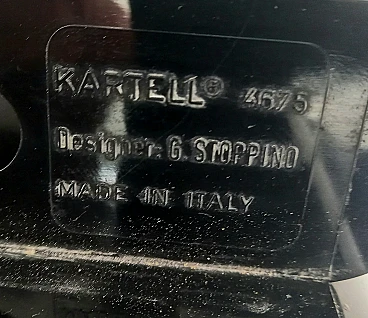 KARTELL® 4675
Designer: G. STOPPINO
MADE IN ITALY